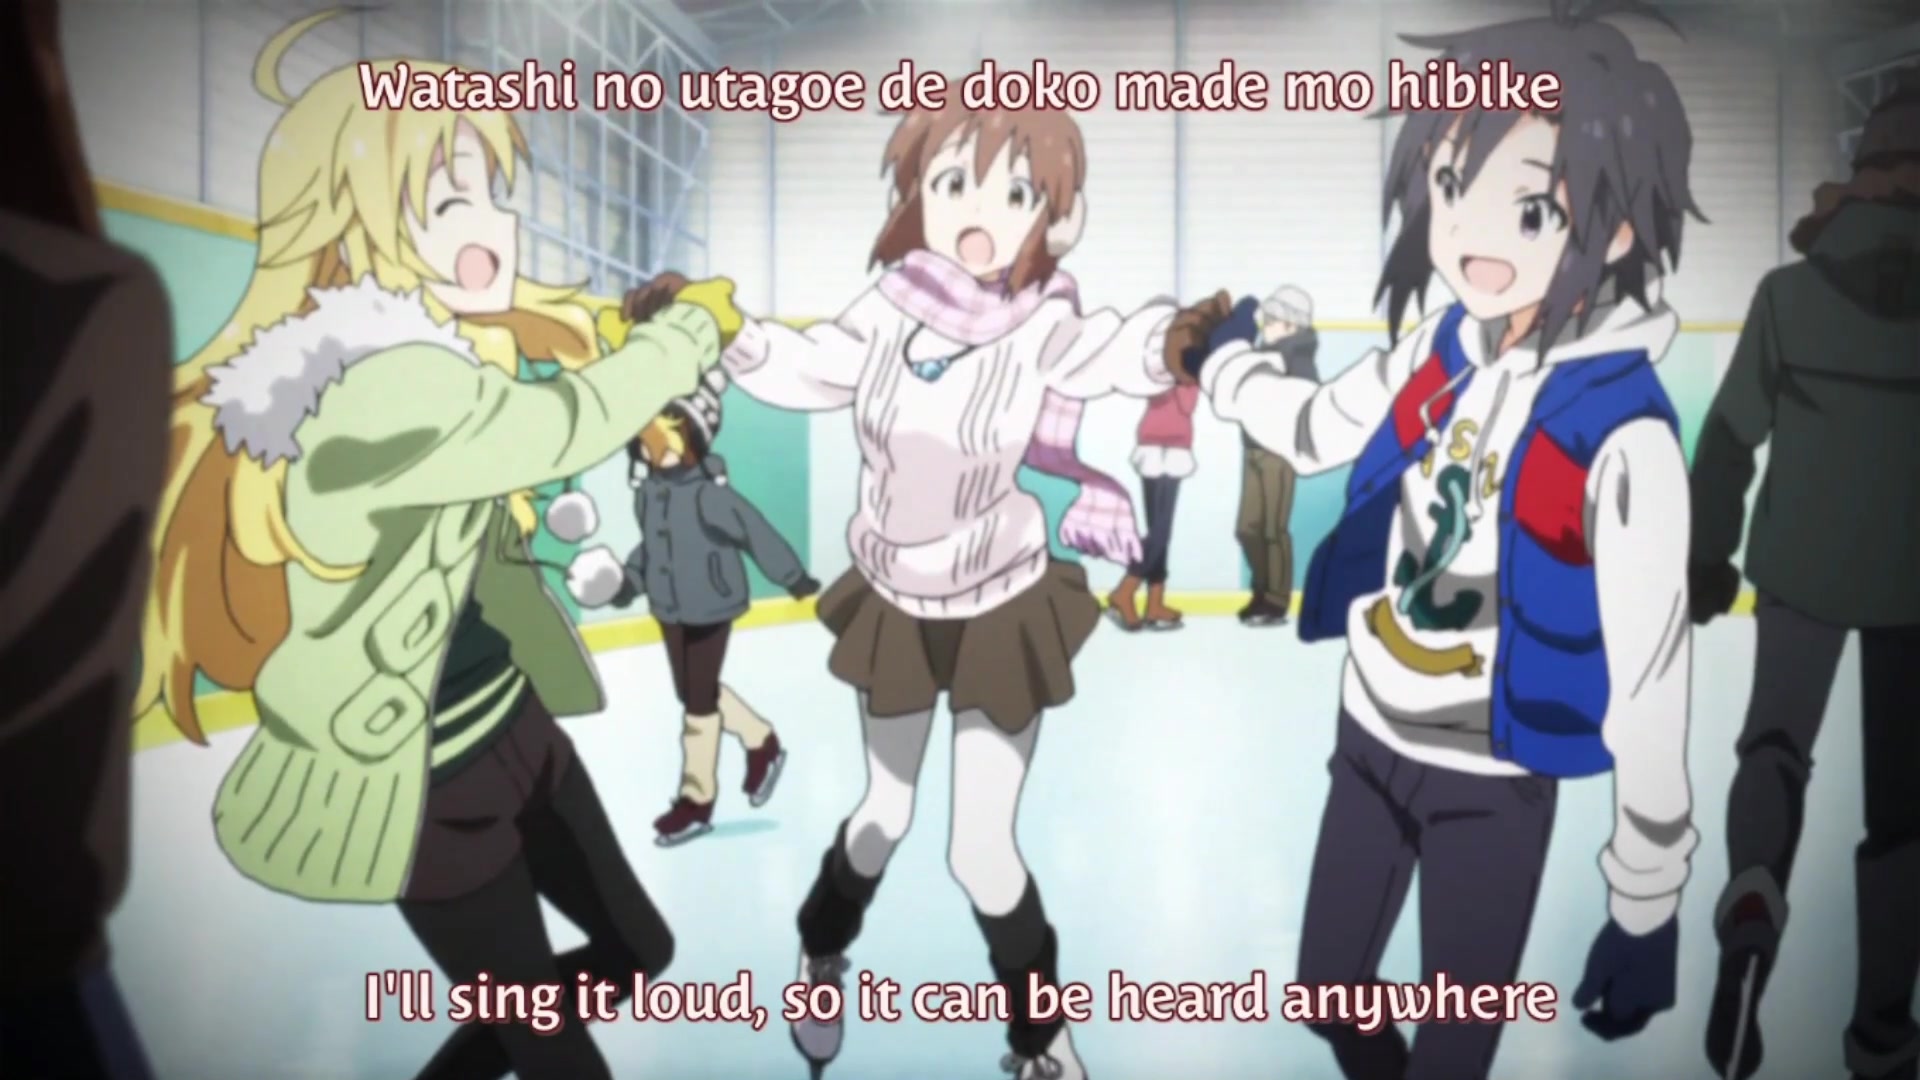 Watashi no utagoe de doko made mo hibike
I'll sing it loud, so it can be heard anywhere